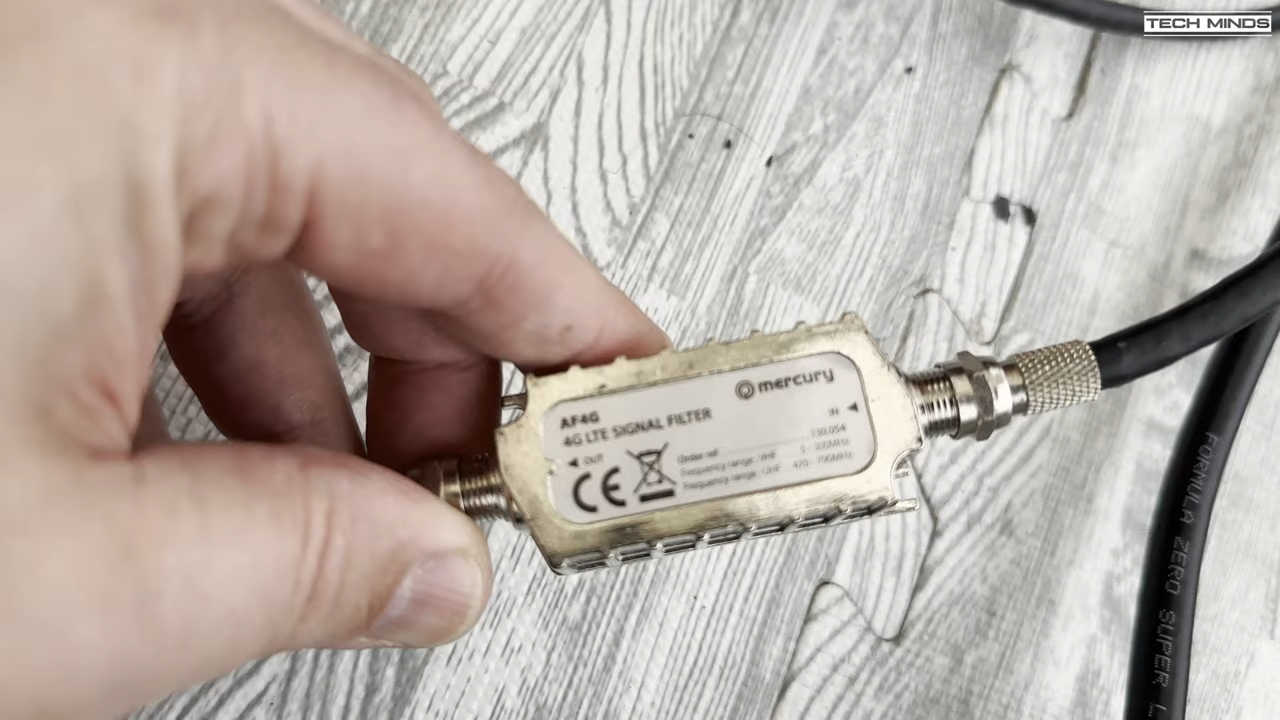 TECH MINDS
mercury
AF4G
4G LTE SIGNAL FILTER
IN ◄
◄ OUT
CE
Order ref 130.054
Frequency range: VHF 5 - 300MHz
Frequency range: UHF 470 - 790MHz
FORMULA ZERO SUPER L